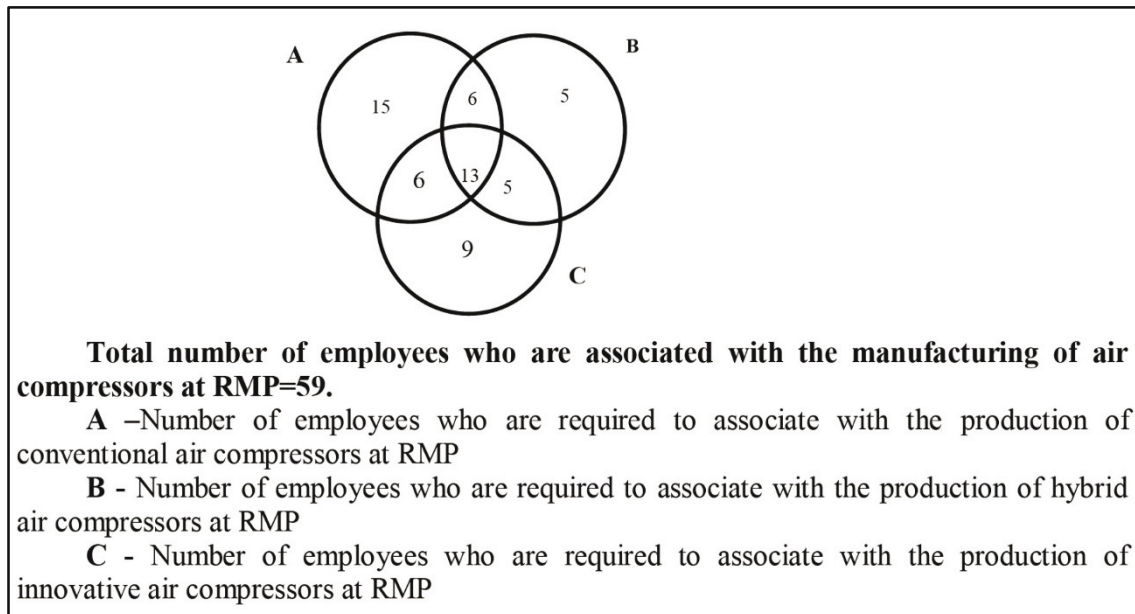 A
B
15
6
5
6
13
5
9
C
Total number of employees who are associated with the manufacturing of air
compressors at RMP=59.
A –Number of employees who are required to associate with the production of
conventional air compressors at RMP
B - Number of employees who are required to associate with the production of hybrid
air compressors at RMP
C - Number of employees who are required to associate with the production of
innovative air compressors at RMP